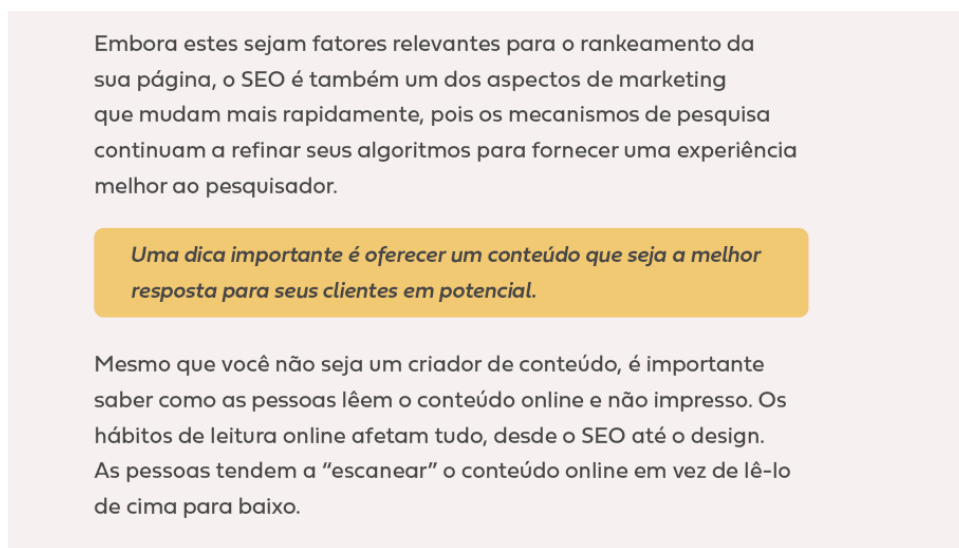 Embora estes sejam fatores relevantes para o rankeamento da
sua página, o SEO é também um dos aspectos de marketing
que mudam mais rapidamente, pois os mecanismos de pesquisa
continuam a refinar seus algoritmos para fornecer uma experiência
melhor ao pesquisador.
Uma dica importante é oferecer um conteúdo que seja a melhor
resposta para seus clientes em potencial.
Mesmo que você não seja um criador de conteúdo, é importante
saber como as pessoas lêem o conteúdo online e não impresso. Os
hábitos de leitura online afetam tudo, desde o SEO até o design.
As pessoas tendem a “escanear” o conteúdo online em vez de lê-lo
de cima para baixo.